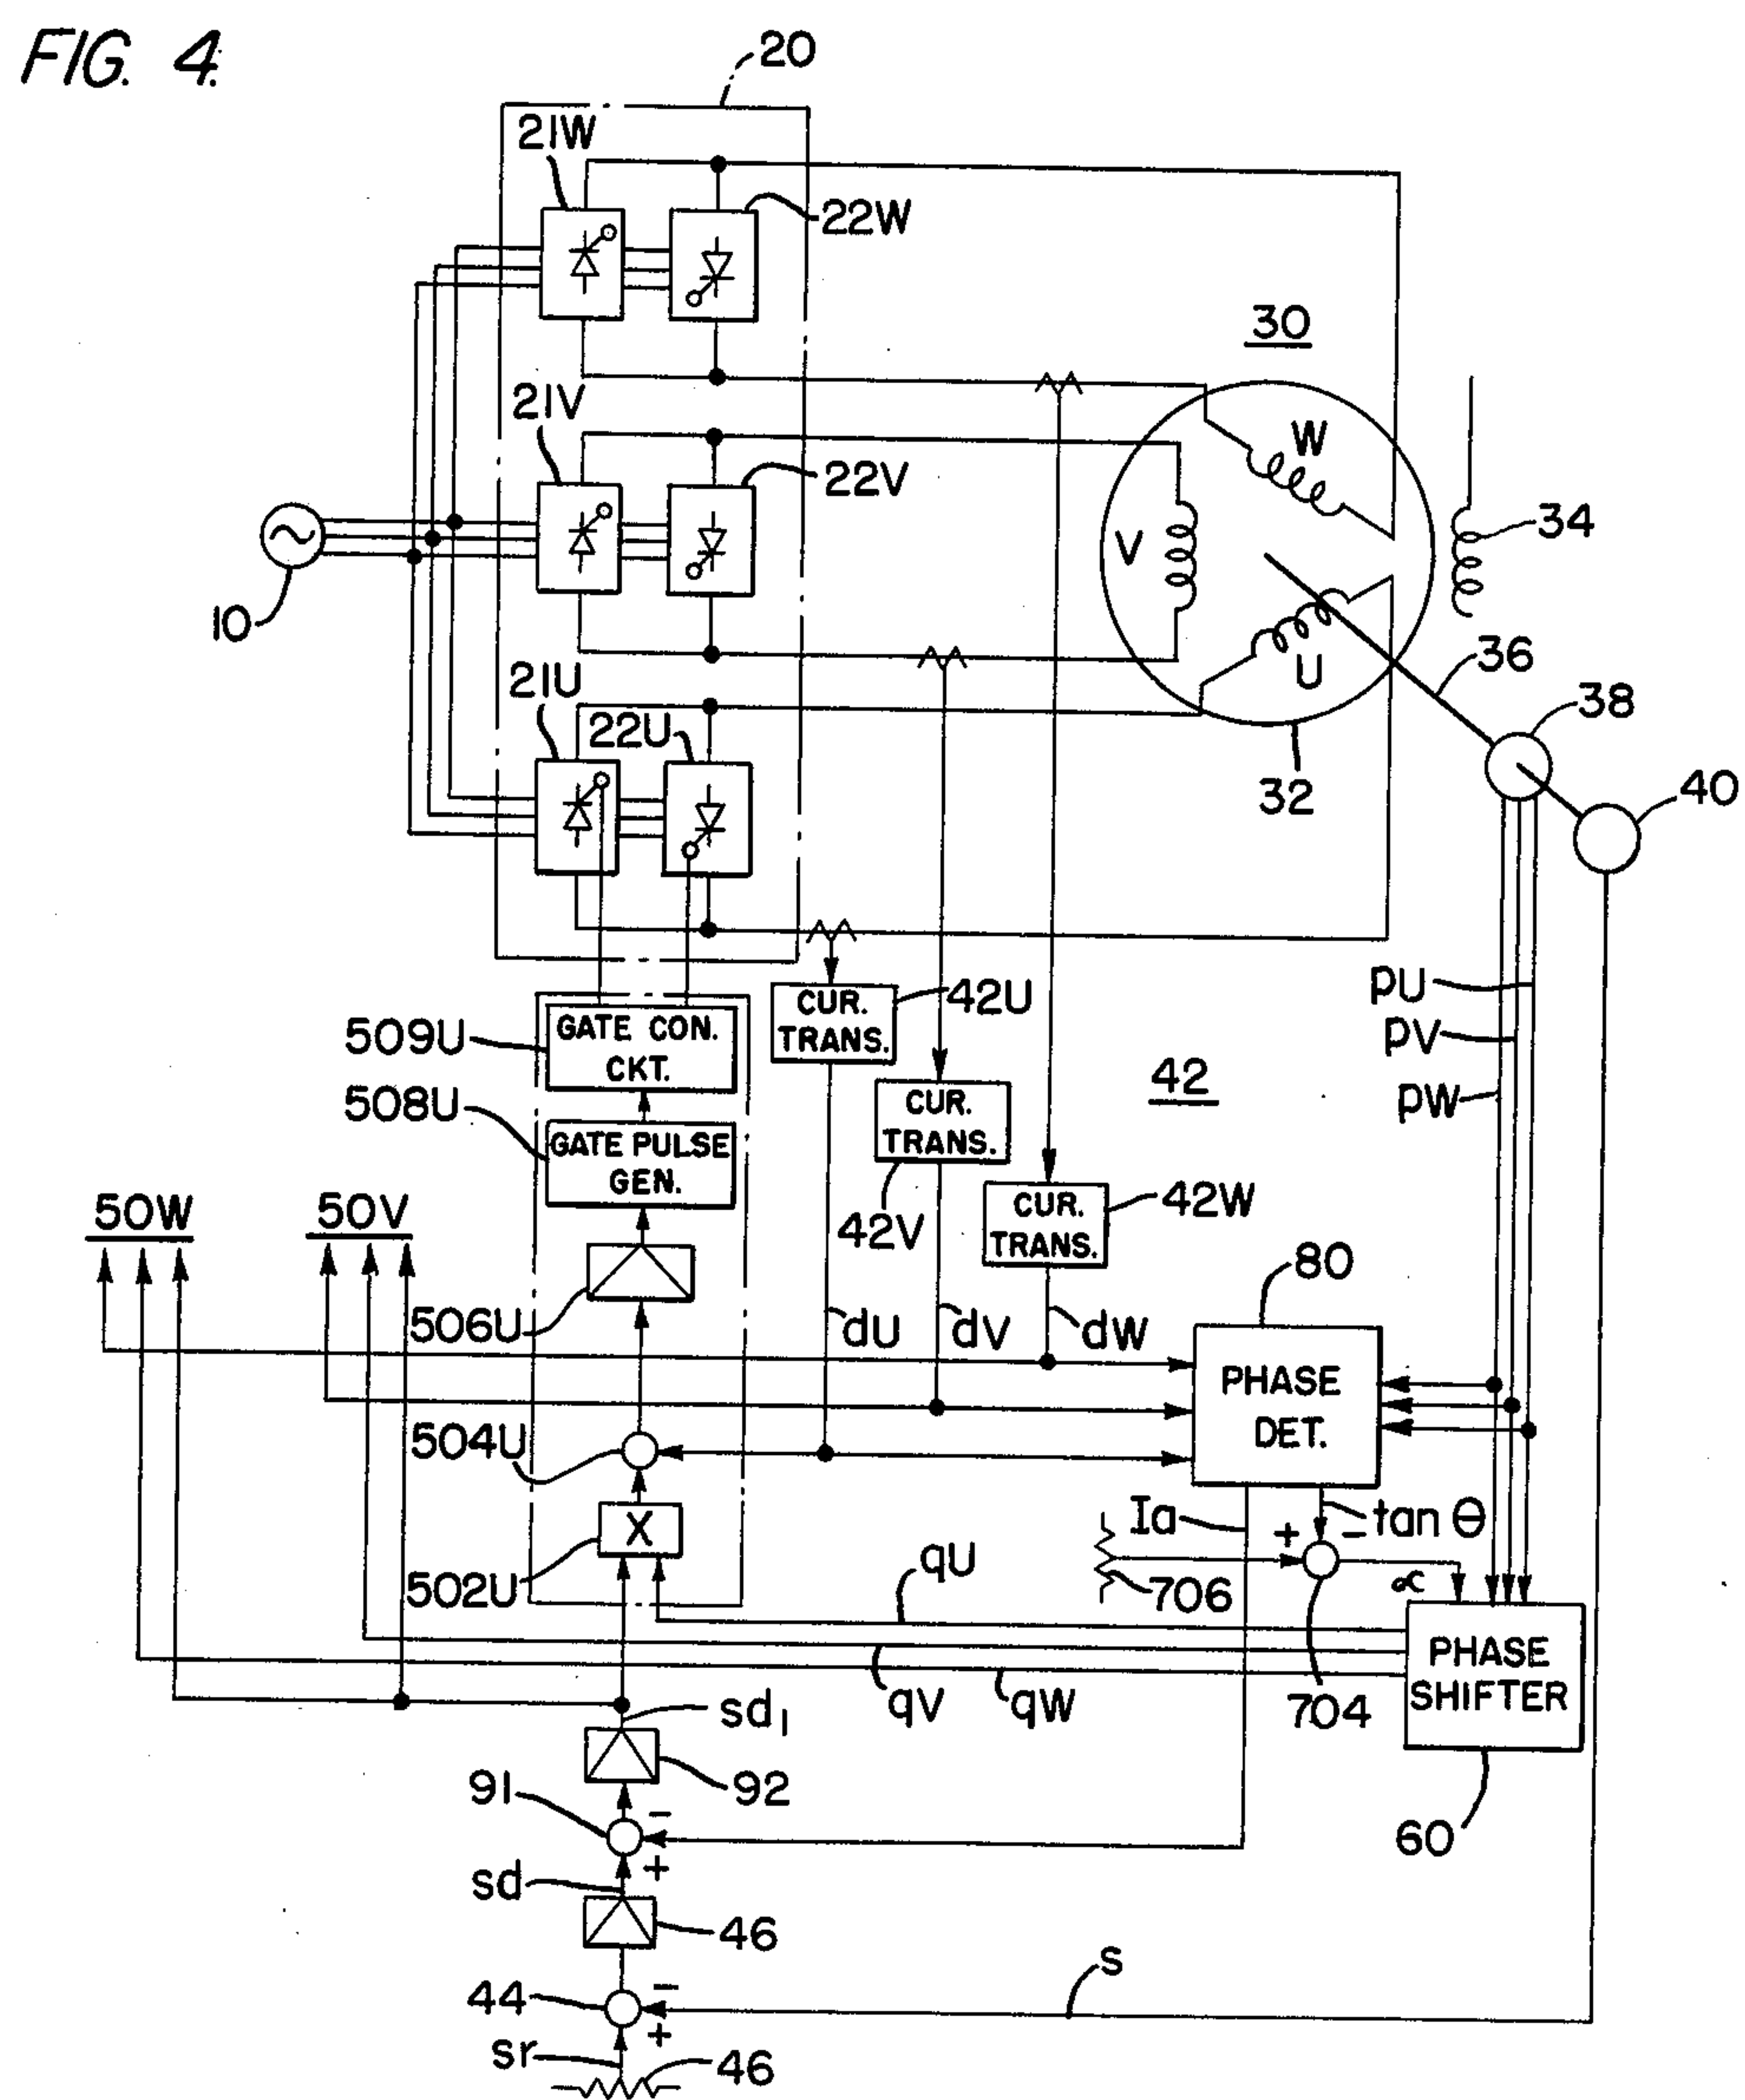 FIG. 4.
20
21W
22W
30
21V
W
22V
34
V
10
U
36
21U
22U
38
32
40
pU
CUR.
TRANS.
42U
509U
GATE CON.
CKT.
pV
42
508U
CUR.
TRANS.
pW
GATE PULSE
GEN.
50W
50V
42V
CUR.
TRANS.
42W
80
506U
dU
dV
dW
PHASE
DET.
504U
Ia
tan θ
+
−
X
502U
qU
706
∝
PHASE
SHIFTER
qV
qW
704
sd1
92
91
−
60
+
sd
46
s
44
−
+
sr
46